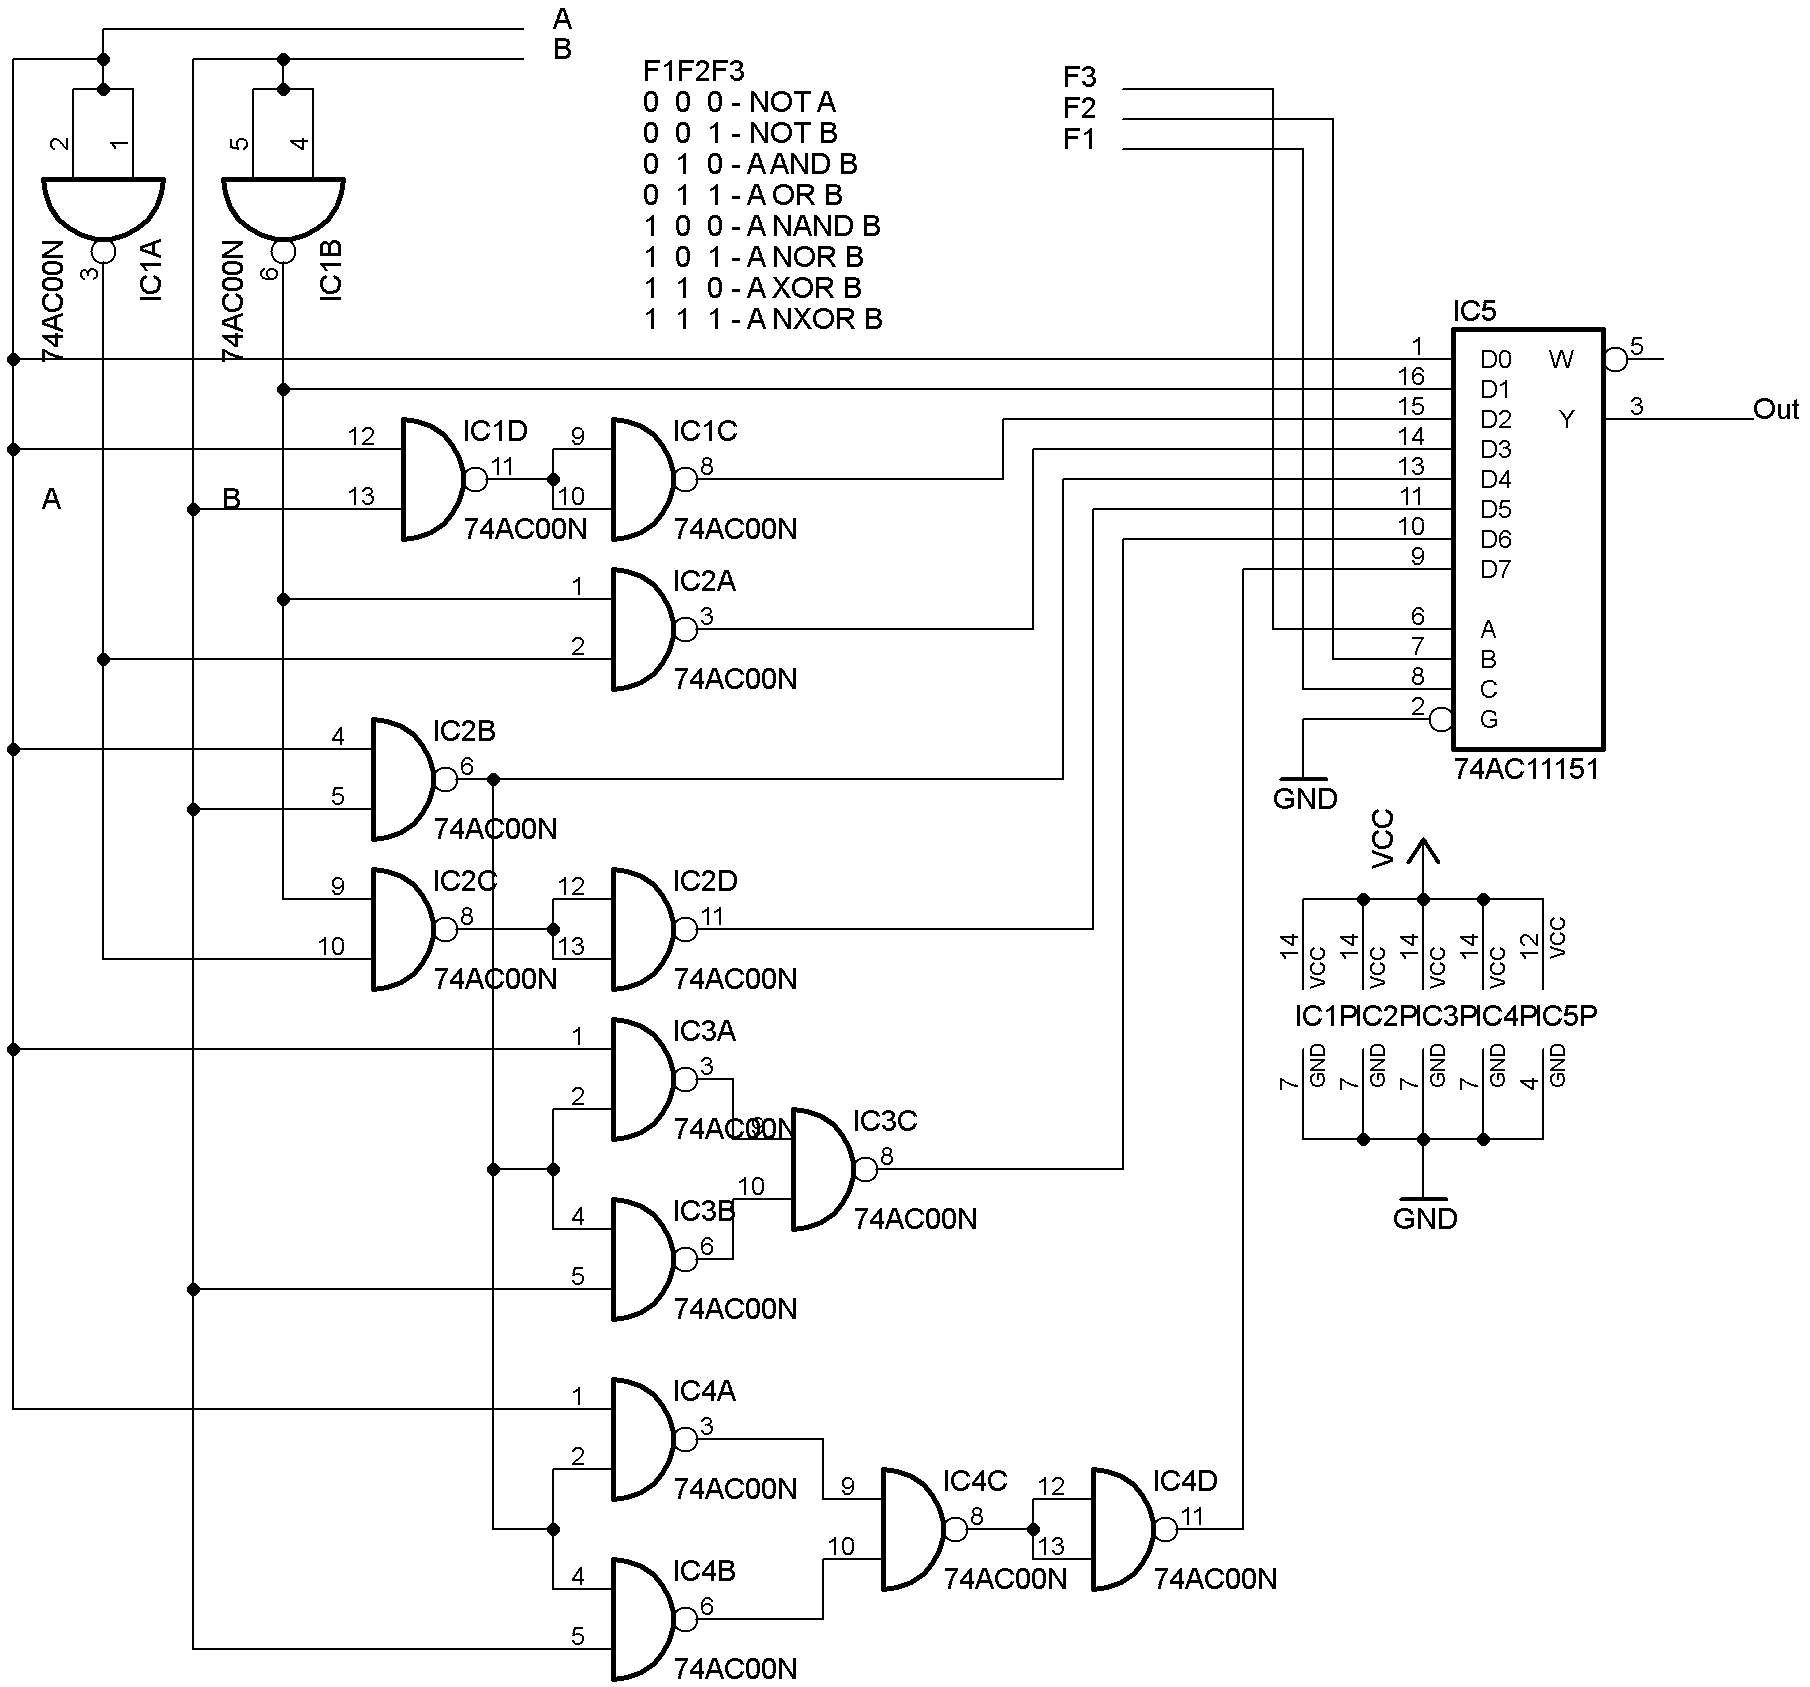 A
B
F1F2F3
0 0 0 - NOT A
0 0 1 - NOT B
0 1 0 - A AND B
0 1 1 - A OR B
1 0 0 - A NAND B
1 0 1 - A NOR B
1 1 0 - A XOR B
1 1 1 - A NXOR B
F3
F2
F1
2 1
74AC00N
3
IC1A
5 4
74AC00N
6
IC1B
IC5
1 D0 W 5
16 D1
15 D2 Y 3 Out
14 D3
13 D4
11 D5
10 D6
9 D7
6 A
7 B
8 C
2 G
74AC11151
GND
A
B
12
13
IC1D
11
74AC00N
9
10
IC1C
8
74AC00N
1
2
IC2A
3
74AC00N
4
5
IC2B
6
74AC00N
9
10
IC2C
8
74AC00N
12
13
IC2D
11
74AC00N
1
2
IC3A
3
74AC00N
4
5
IC3B
6
74AC00N
9
10
IC3C
8
74AC00N
1
2
IC4A
3
74AC00N
4
5
IC4B
6
74AC00N
9
10
IC4C
8
74AC00N
12
13
IC4D
11
74AC00N
VCC
14 VCC 14 VCC 14 VCC 14 VCC 12 VCC
IC1P IC2P IC3P IC4P IC5P
7 GND 7 GND 7 GND 7 GND 4 GND
GND